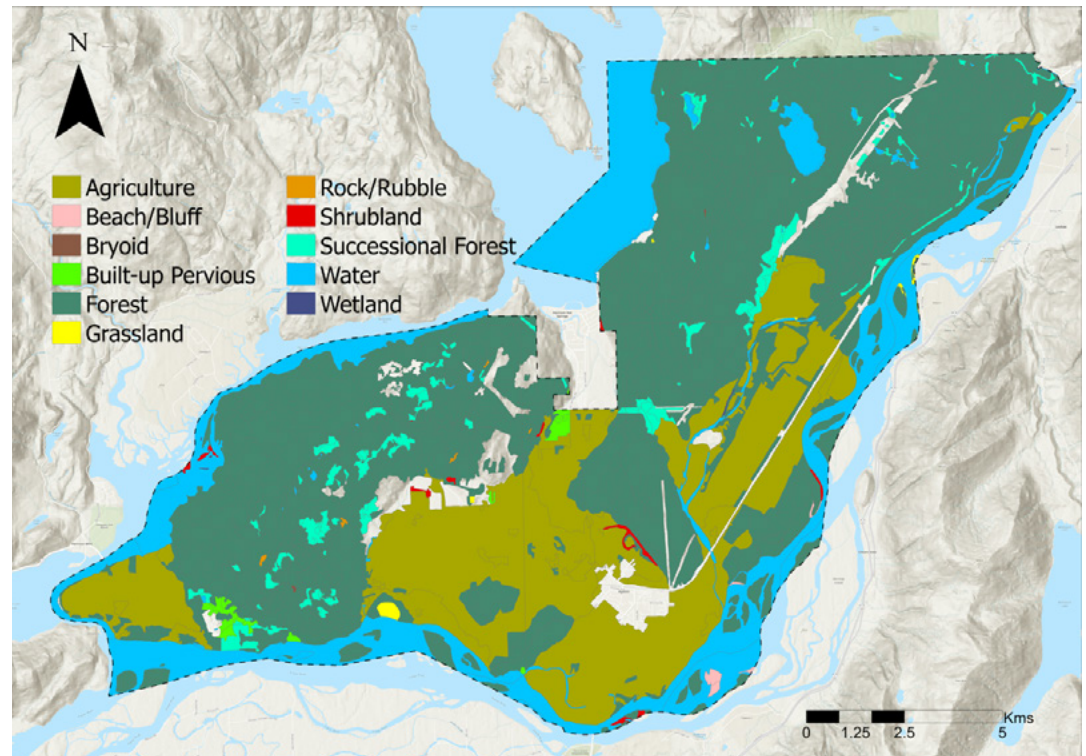 N
Agriculture
Beach/Bluff
Bryoid
Built-up Pervious
Forest
Grassland
Rock/Rubble
Shrubland
Successional Forest
Water
Wetland
Kms
0 1.25 2.5 5